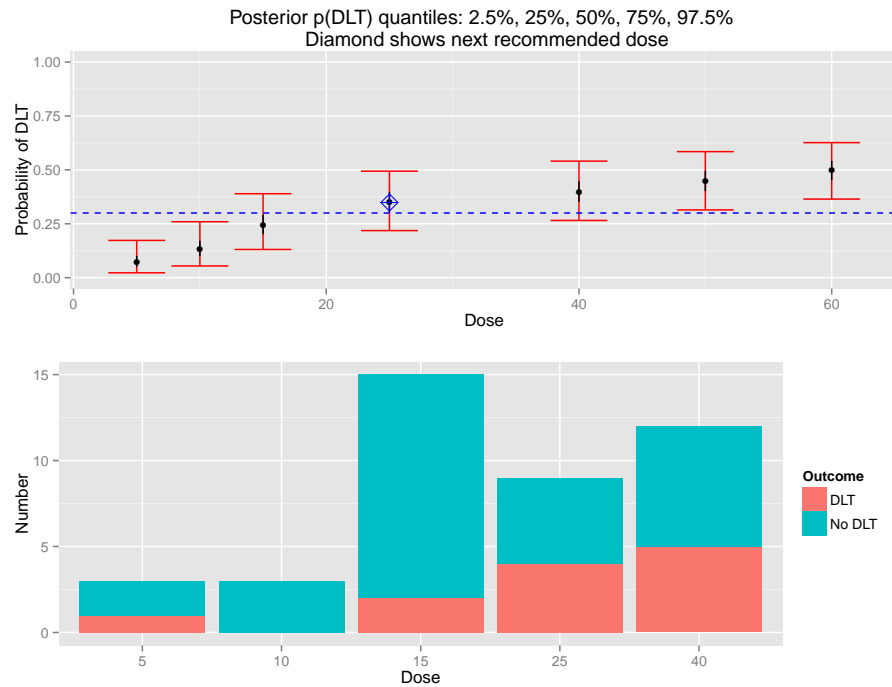 Posterior p(DLT) quantiles: 2.5%, 25%, 50%, 75%, 97.5%
Diamond shows next recommended dose
1.00
0.75
0.50
0.25
0.00
Probability of DLT
0 20 40 60
Dose
15
10
5
0
Number
5 10 15 25 40
Dose
Outcome
DLT
No DLT